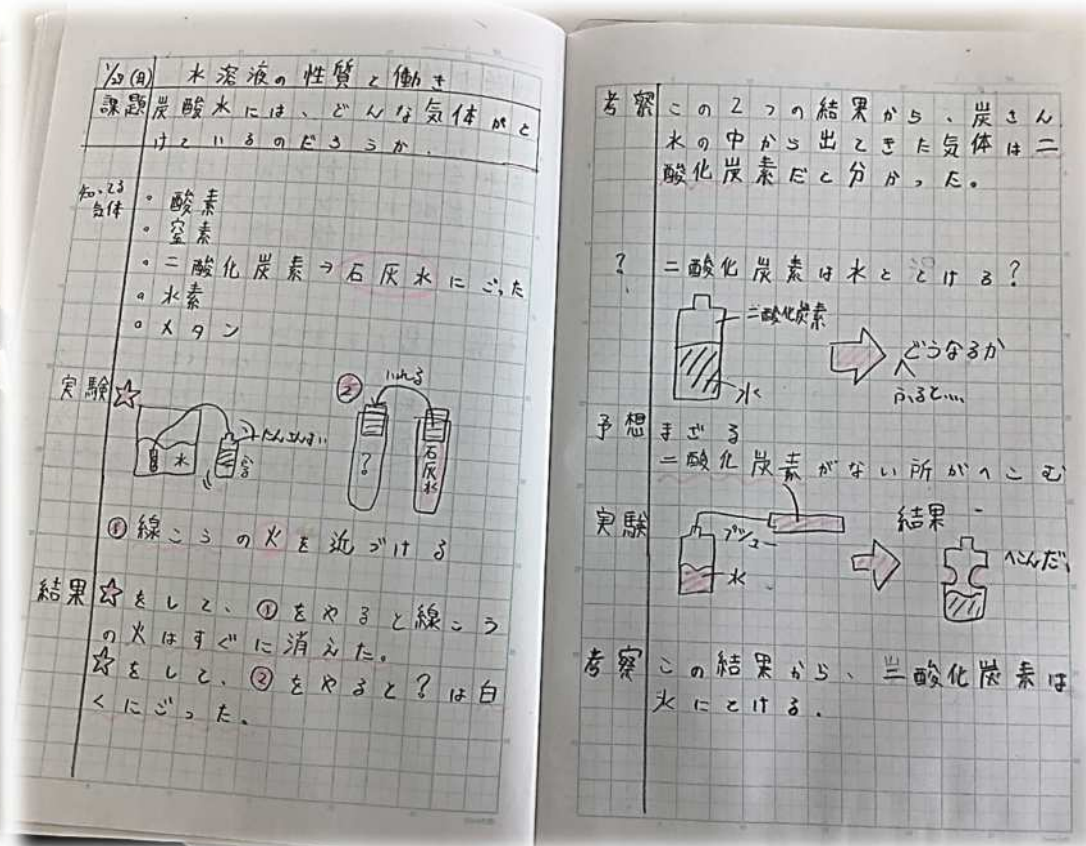 水溶液の性質と働き
課題 炭酸水には、どんな気体がと
けているのだろうか。
知ってる
気体
・酸素
・窒素
・二酸化炭素→石灰水にごった
・水素
・メタン
実験☆
水
② いれる
?
石灰水
①線こうの火を近づける
結果 ☆をして、①をやると線こう
の火はすぐに消えた。
☆をして、②をやると?は白
くにごった。
考察 この2つの結果から、炭さん
水の中から出てきた気体は二
酸化炭素だと分かった。
? 二酸化炭素は水にとける?
二酸化炭素
水
どうなるか
ふると…
予想 まざる
二酸化炭素がない所がへこむ
実験
プシュー
水
結果
へこんだ
考察 この結果から、二酸化炭素は
水にとける。